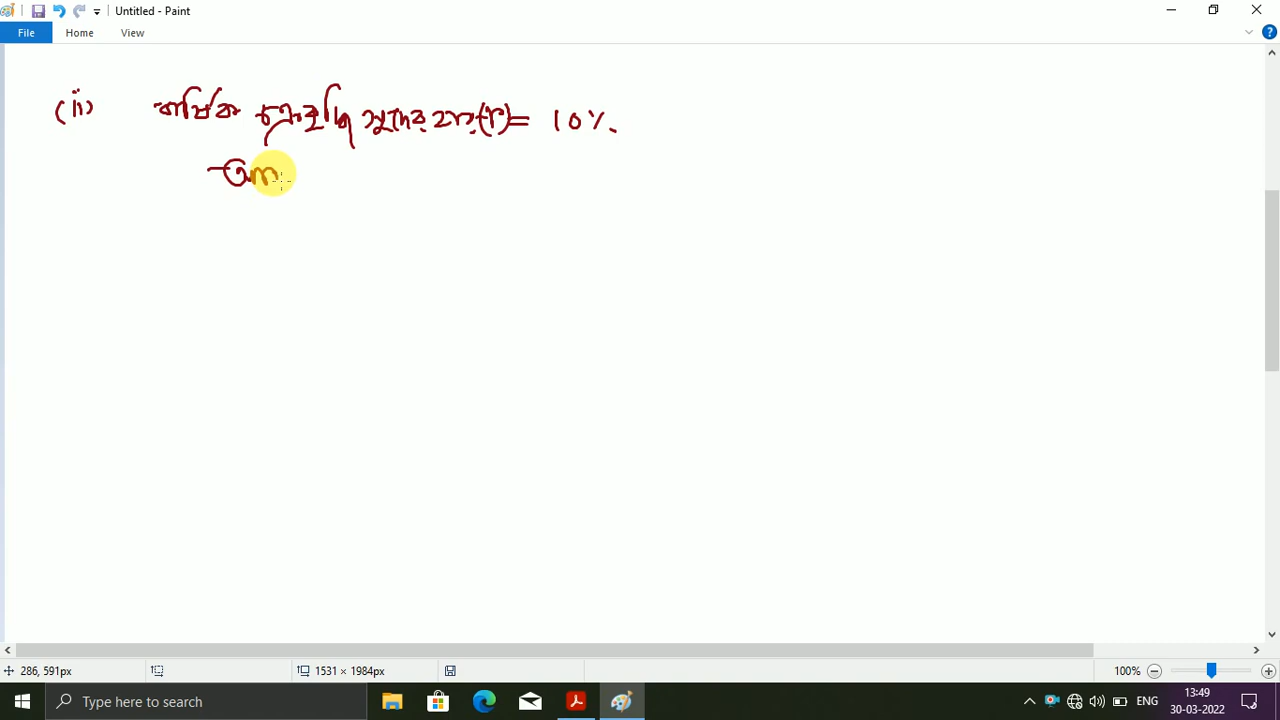 Untitled - Paint
File Home View
(ii) বার্ষিক চক্রবৃদ্ধি সুদের হার (r) = 10%.
286, 591px 1531 × 1984px 100%
Type here to search ENG 13:49
30-03-2022